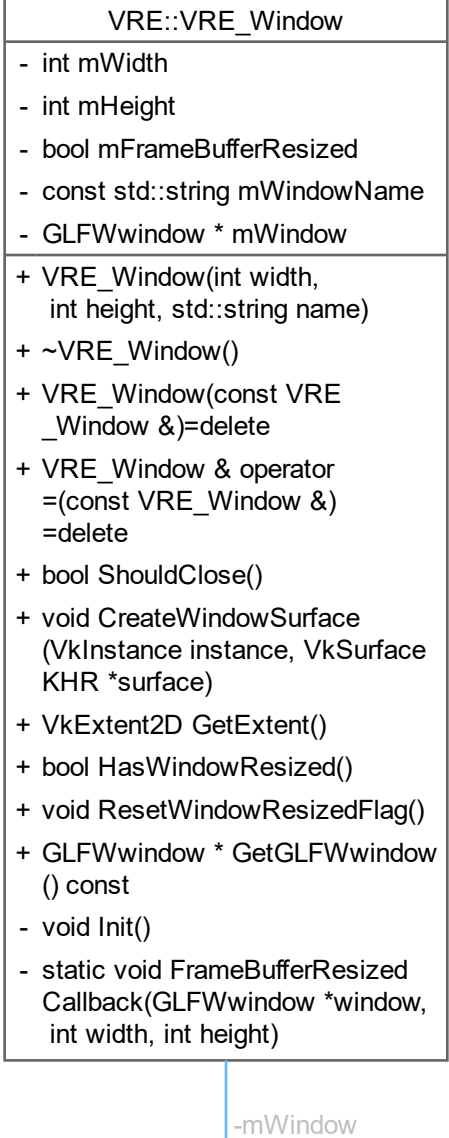 VRE::VRE_Window
- int mWidth
- int mHeight
- bool mFrameBufferResized
- const std::string mWindowName
- GLFWwindow * mWindow
+ VRE_Window(int width,
int height, std::string name)
+ ~VRE_Window()
+ VRE_Window(const VRE
_Window &)=delete
+ VRE_Window & operator
=(const VRE_Window &)
=delete
+ bool ShouldClose()
+ void CreateWindowSurface
(VkInstance instance, VkSurface
KHR *surface)
+ VkExtent2D GetExtent()
+ bool HasWindowResized()
+ void ResetWindowResizedFlag()
+ GLFWwindow * GetGLFWwindow
() const
- void Init()
- static void FrameBufferResized
Callback(GLFWwindow *window,
int width, int height)
-mWindow